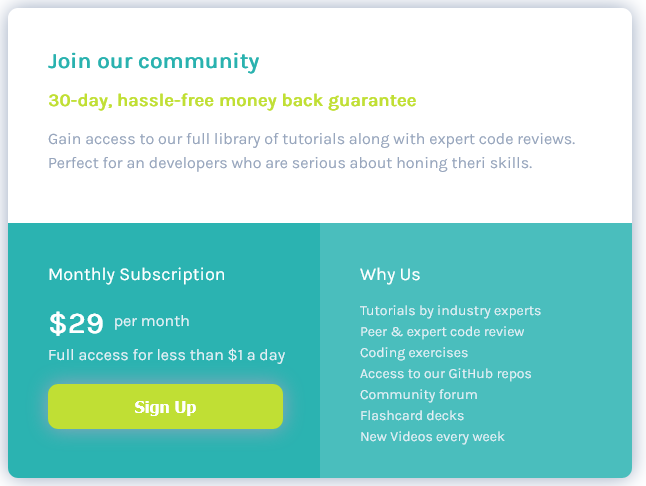 Join our community
30-day, hassle-free money back guarantee
Gain access to our full library of tutorials along with expert code reviews.
Perfect for an developers who are serious about honing theri skills.
Monthly Subscription
$29 per month
Full access for less than $1 a day
Sign Up
Why Us
Tutorials by industry experts
Peer & expert code review
Coding exercises
Access to our GitHub repos
Community forum
Flashcard decks
New Videos every week